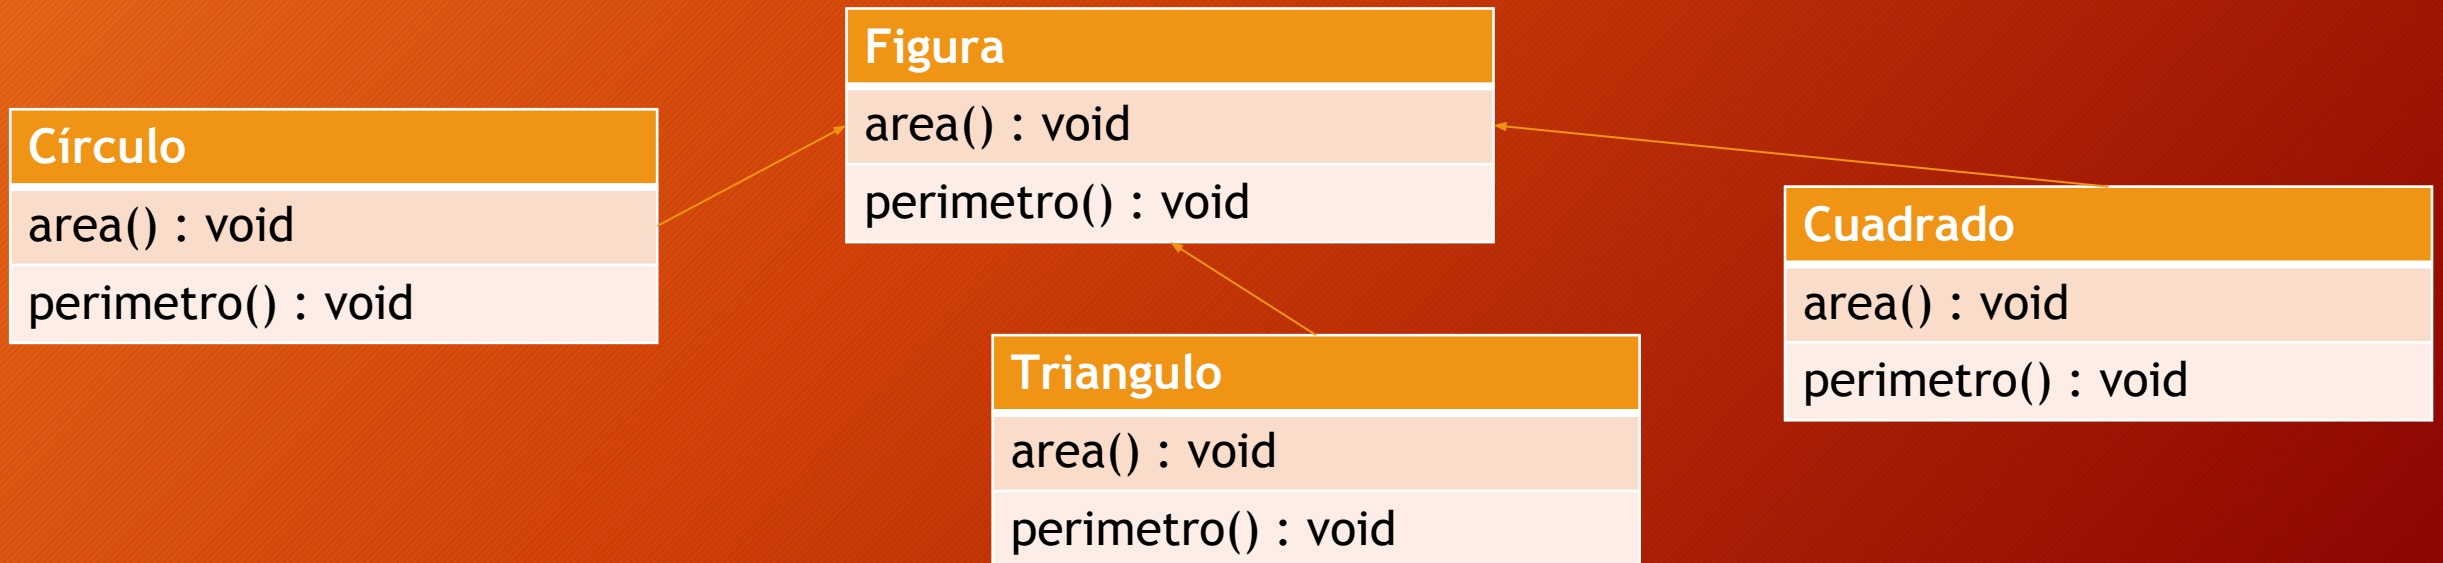 Figura
area() : void
perimetro() : void
Círculo
area() : void
perimetro() : void
Cuadrado
area() : void
perimetro() : void
Triangulo
area() : void
perimetro() : void